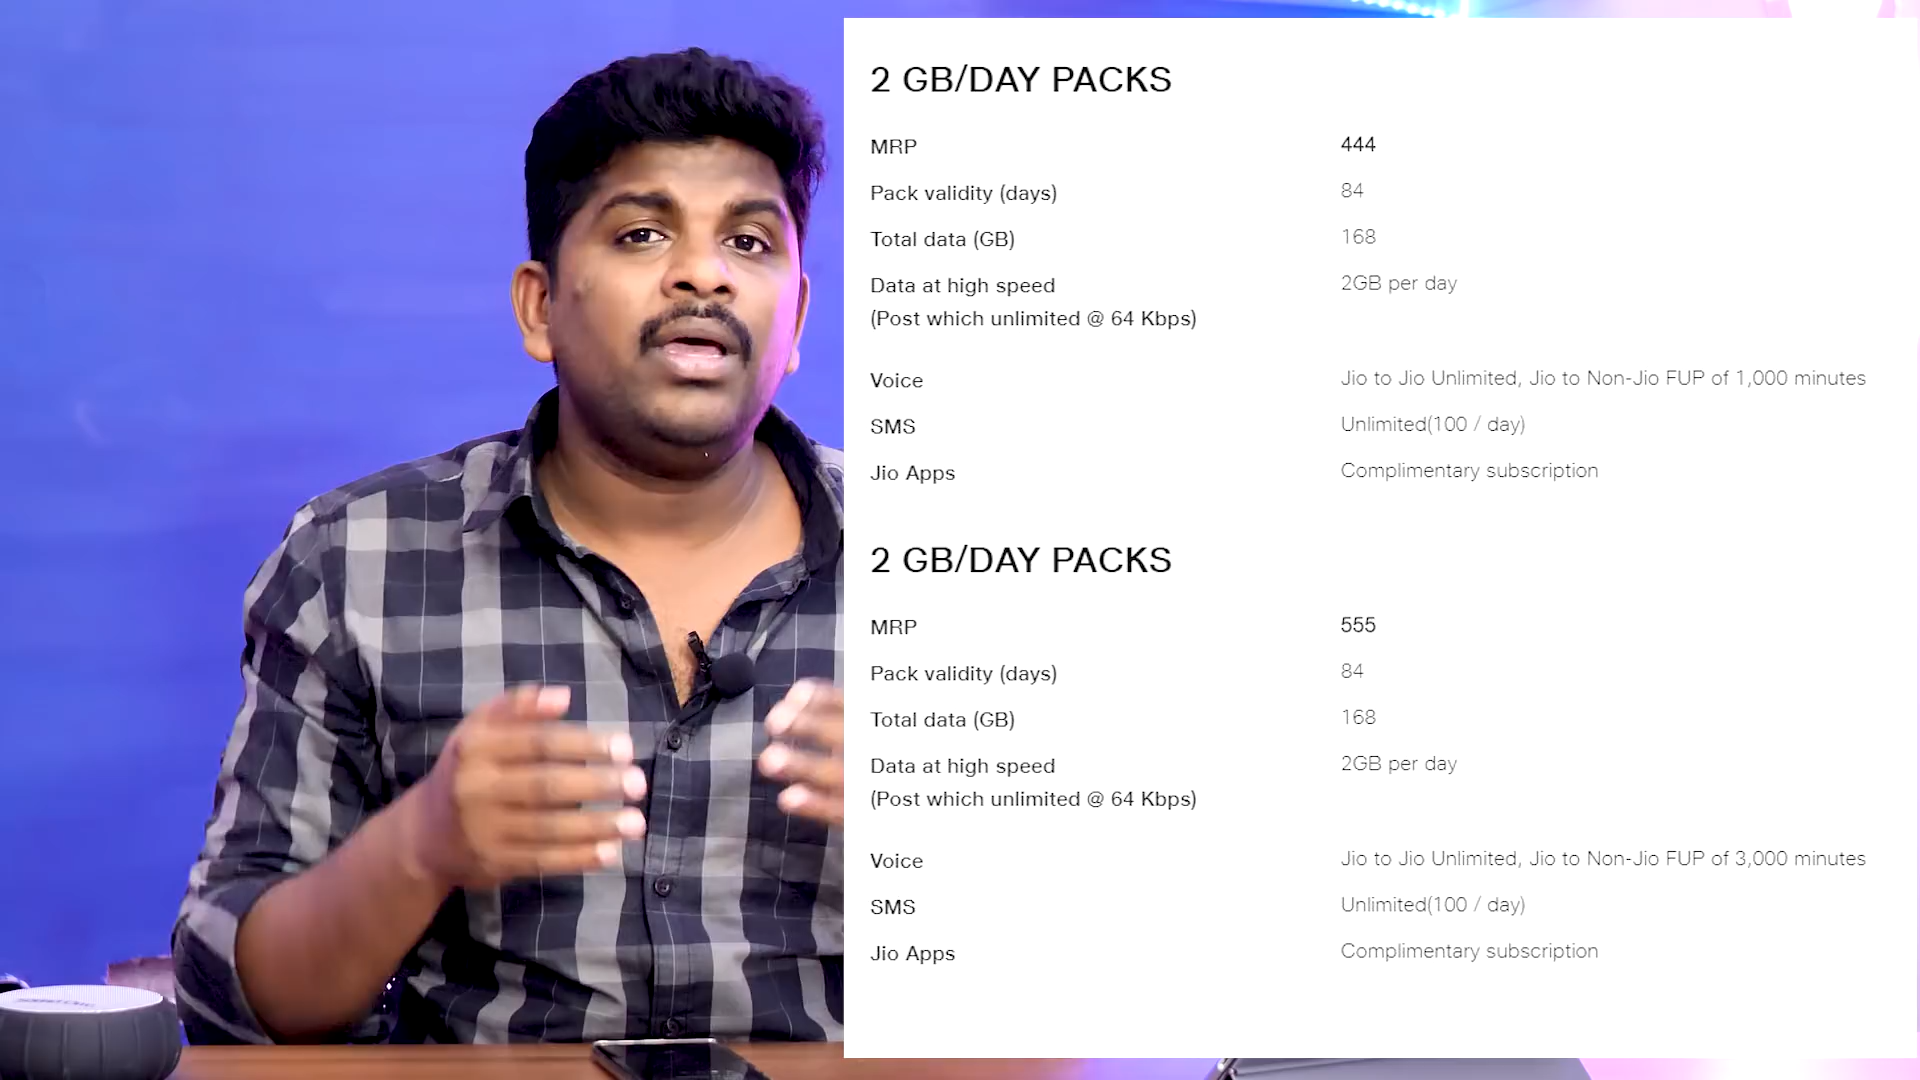 2 GB/DAY PACKS
MRP 444
Pack validity (days) 84
Total data (GB) 168
Data at high speed 2GB per day
(Post which unlimited @ 64 Kbps)
Voice Jio to Jio Unlimited, Jio to Non-Jio FUP of 1,000 minutes
SMS Unlimited(100 / day)
Jio Apps Complimentary subscription
2 GB/DAY PACKS
MRP 555
Pack validity (days) 84
Total data (GB) 168
Data at high speed 2GB per day
(Post which unlimited @ 64 Kbps)
Voice Jio to Jio Unlimited, Jio to Non-Jio FUP of 3,000 minutes
SMS Unlimited(100 / day)
Jio Apps Complimentary subscription